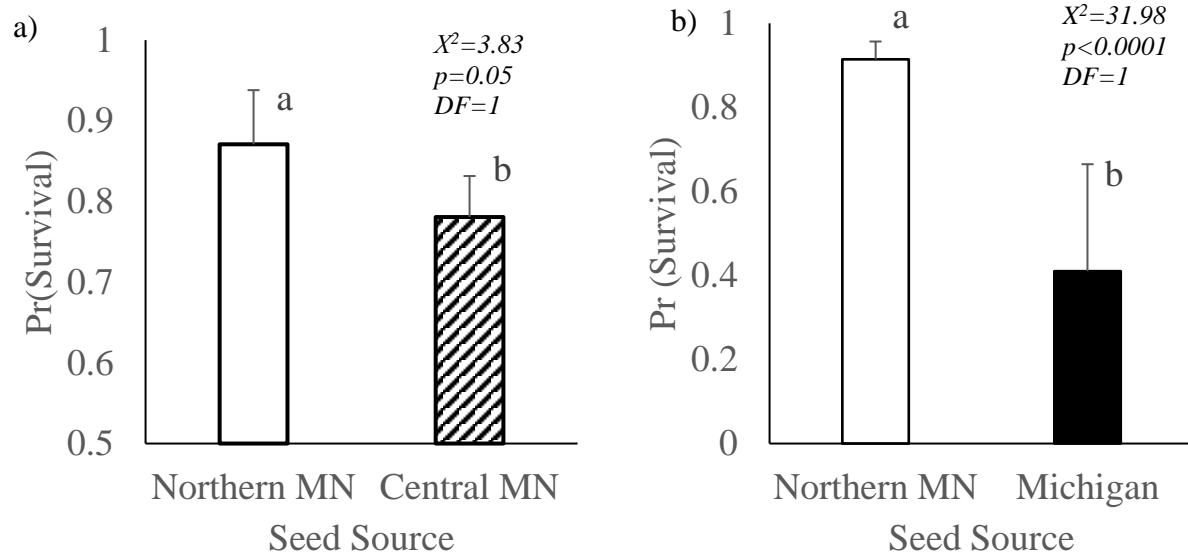 a)
X²=3.83
p=0.05
DF=1
1
0.9
0.8
0.7
0.6
0.5
Pr(Survival)
a
b
Northern MN Central MN
Seed Source
b)
X²=31.98
p<0.0001
DF=1
1
0.8
0.6
0.4
0.2
0
Pr (Survival)
a
b
Northern MN Michigan
Seed Source